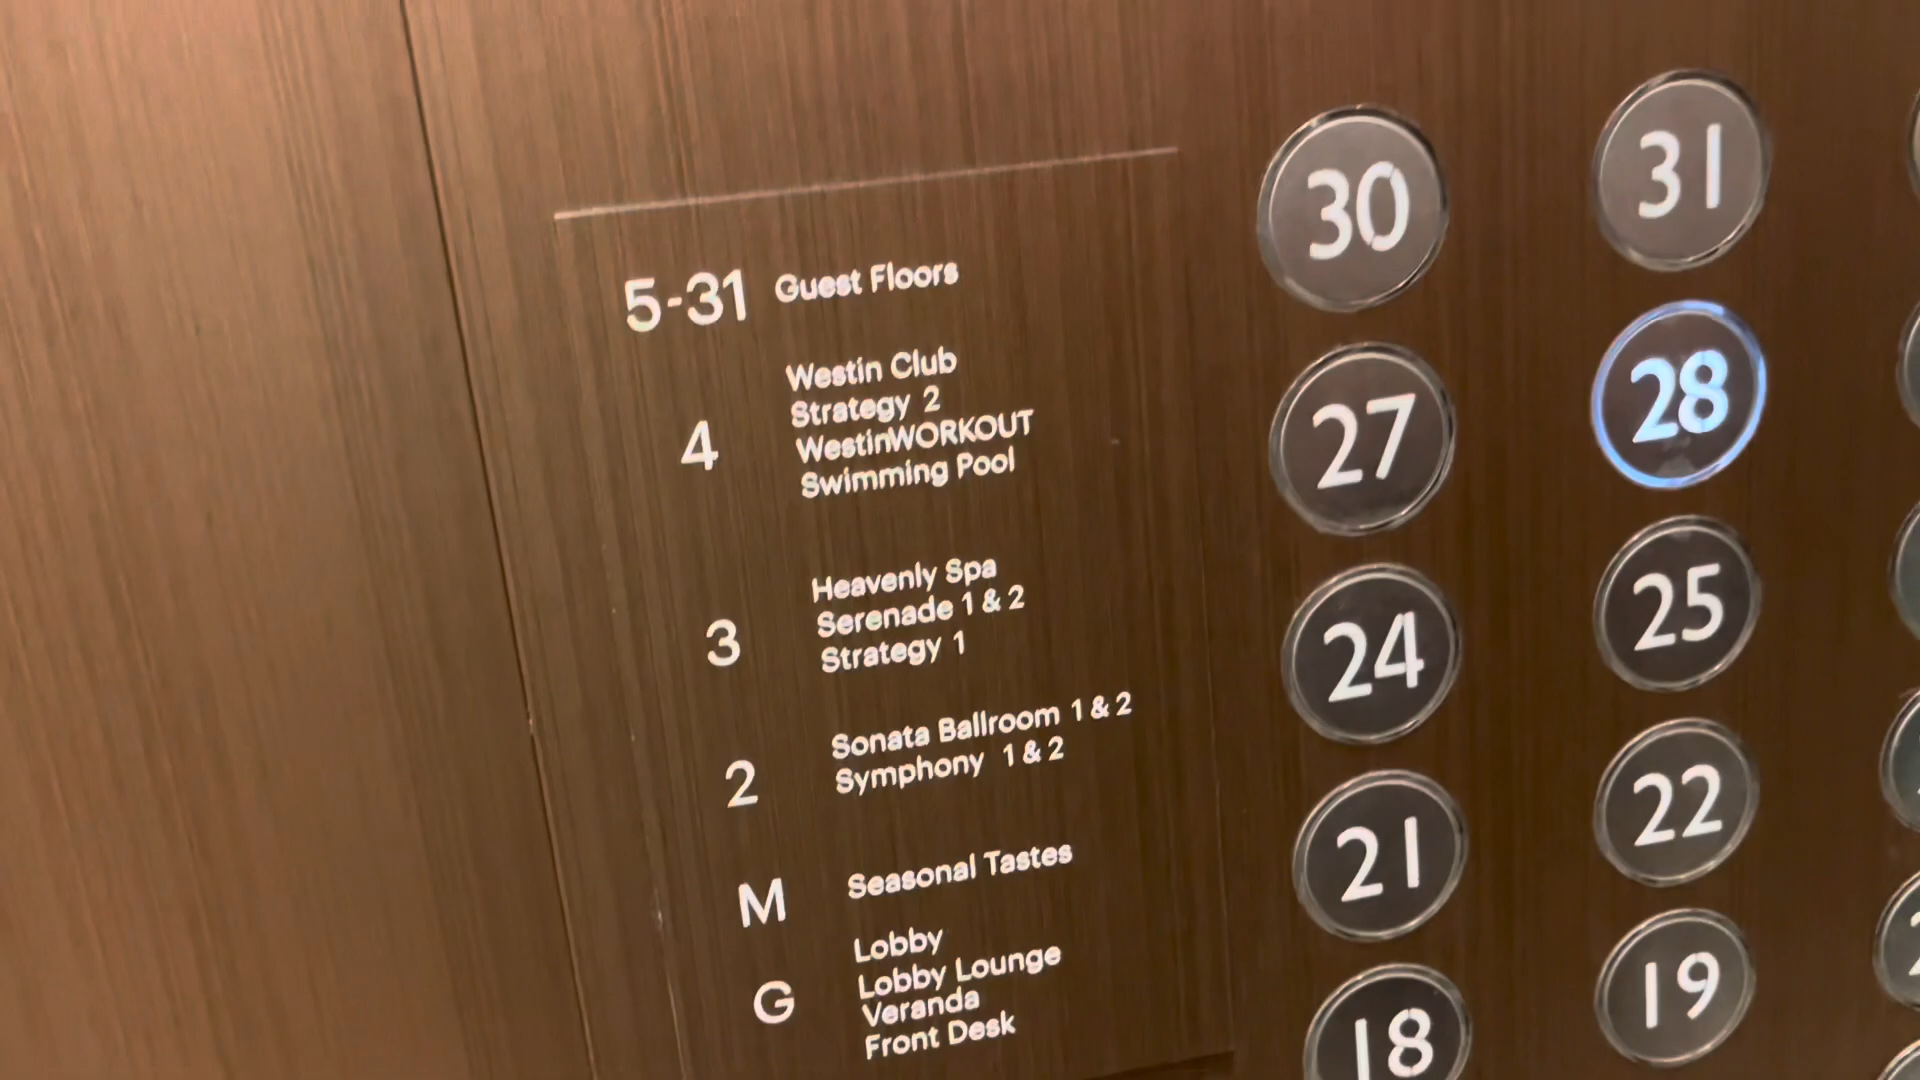 5-31 Guest Floors
4
Westin Club
Strategy 2
WestinWORKOUT
Swimming Pool
3
Heavenly Spa
Serenade 1 & 2
Strategy 1
2
Sonata Ballroom 1 & 2
Symphony 1 & 2
M Seasonal Tastes
G
Lobby
Lobby Lounge
Veranda
Front Desk
30 31
27 28
24 25
21 22
18 19